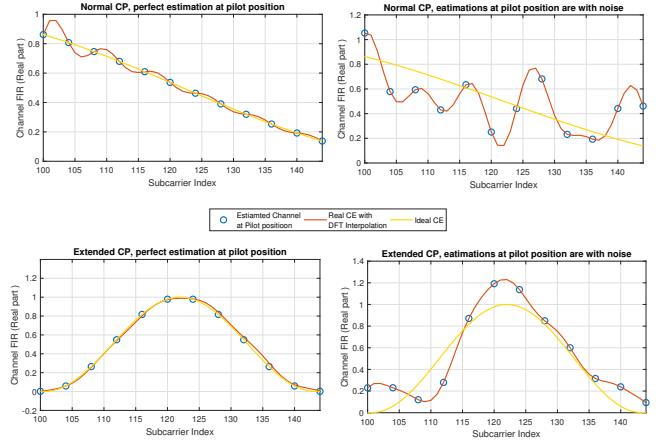 Normal CP, perfect estimation at pilot position
Normal CP, eatimations at pilot position are with noise
Channel FIR (Real part )
1
0.8
0.6
0.4
0.2
0
100 105 110 115 120 125 130 135 140
Subcarrier Index
Channel FIR (Real part )
1.2
1
0.8
0.6
0.4
0.2
0
100 105 110 115 120 125 130 135 140
Subcarrier Index
Estiamted Channel
at Pilot positioon
Real CE with
DFT Interpolation
Ideal CE
Extended CP, perfect estimation at pilot position
Extended CP, eatimations at pilot position are with noise
Channel FIR (Real part )
1.2
1
0.8
0.6
0.4
0.2
0
-0.2
100 105 110 115 120 125 130 135 140
Subcarrier Index
Channel FIR (Real part )
1.4
1.2
1
0.8
0.6
0.4
0.2
0
100 105 110 115 120 125 130 135 140
Subcarrier Index